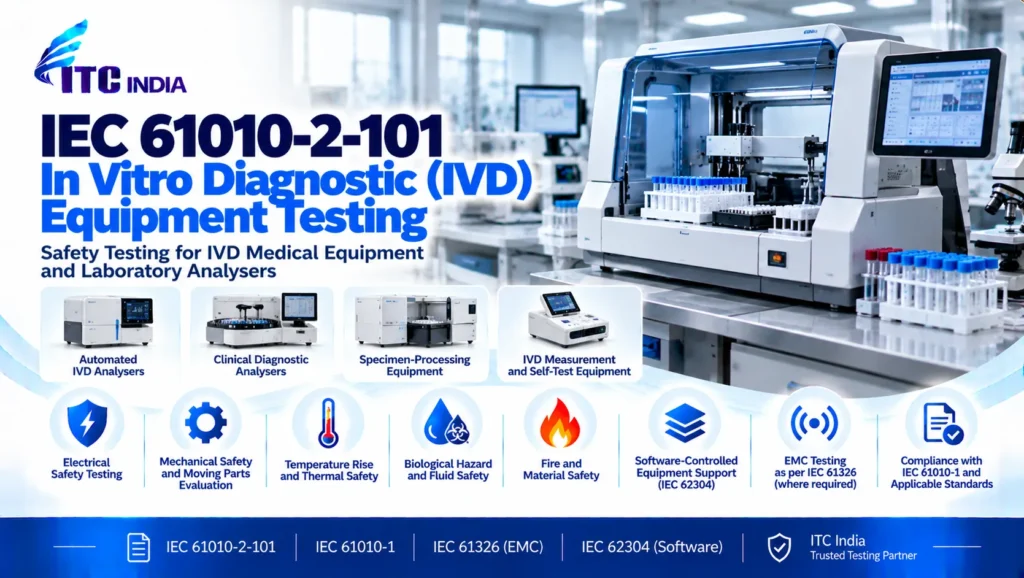 ITC INDIA
IEC 61010-2-101
In Vitro Diagnostic (IVD)
Equipment Testing
Safety Testing for IVD Medical Equipment
and Laboratory Analysers
Automated
IVD Analysers
Clinical Diagnostic
Analysers
Specimen-Processing
Equipment
IVD Measurement
and Self-Test Equipment
Electrical
Safety Testing
Mechanical Safety
and Moving Parts
Evaluation
Temperature Rise
and Thermal Safety
Biological Hazard
and Fluid Safety
Fire and
Material Safety
Software-Controlled
Equipment Support
(IEC 62304)
EMC Testing
as per IEC 61326
(where required)
Compliance with
IEC 61010-1 and
Applicable Standards
IEC 61010-2-101
IEC 61010-1
IEC 61326 (EMC)
IEC 62304 (Software)
ITC India
Trusted Testing Partner